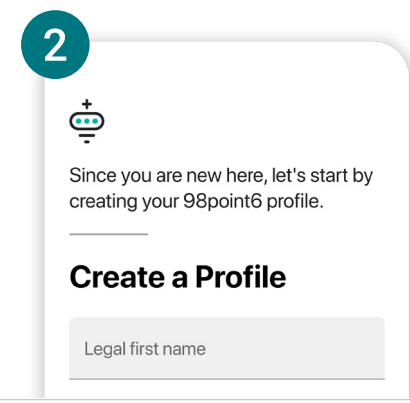 2
Since you are new here, let's start by
creating your 98point6 profile.
Create a Profile
Legal first name